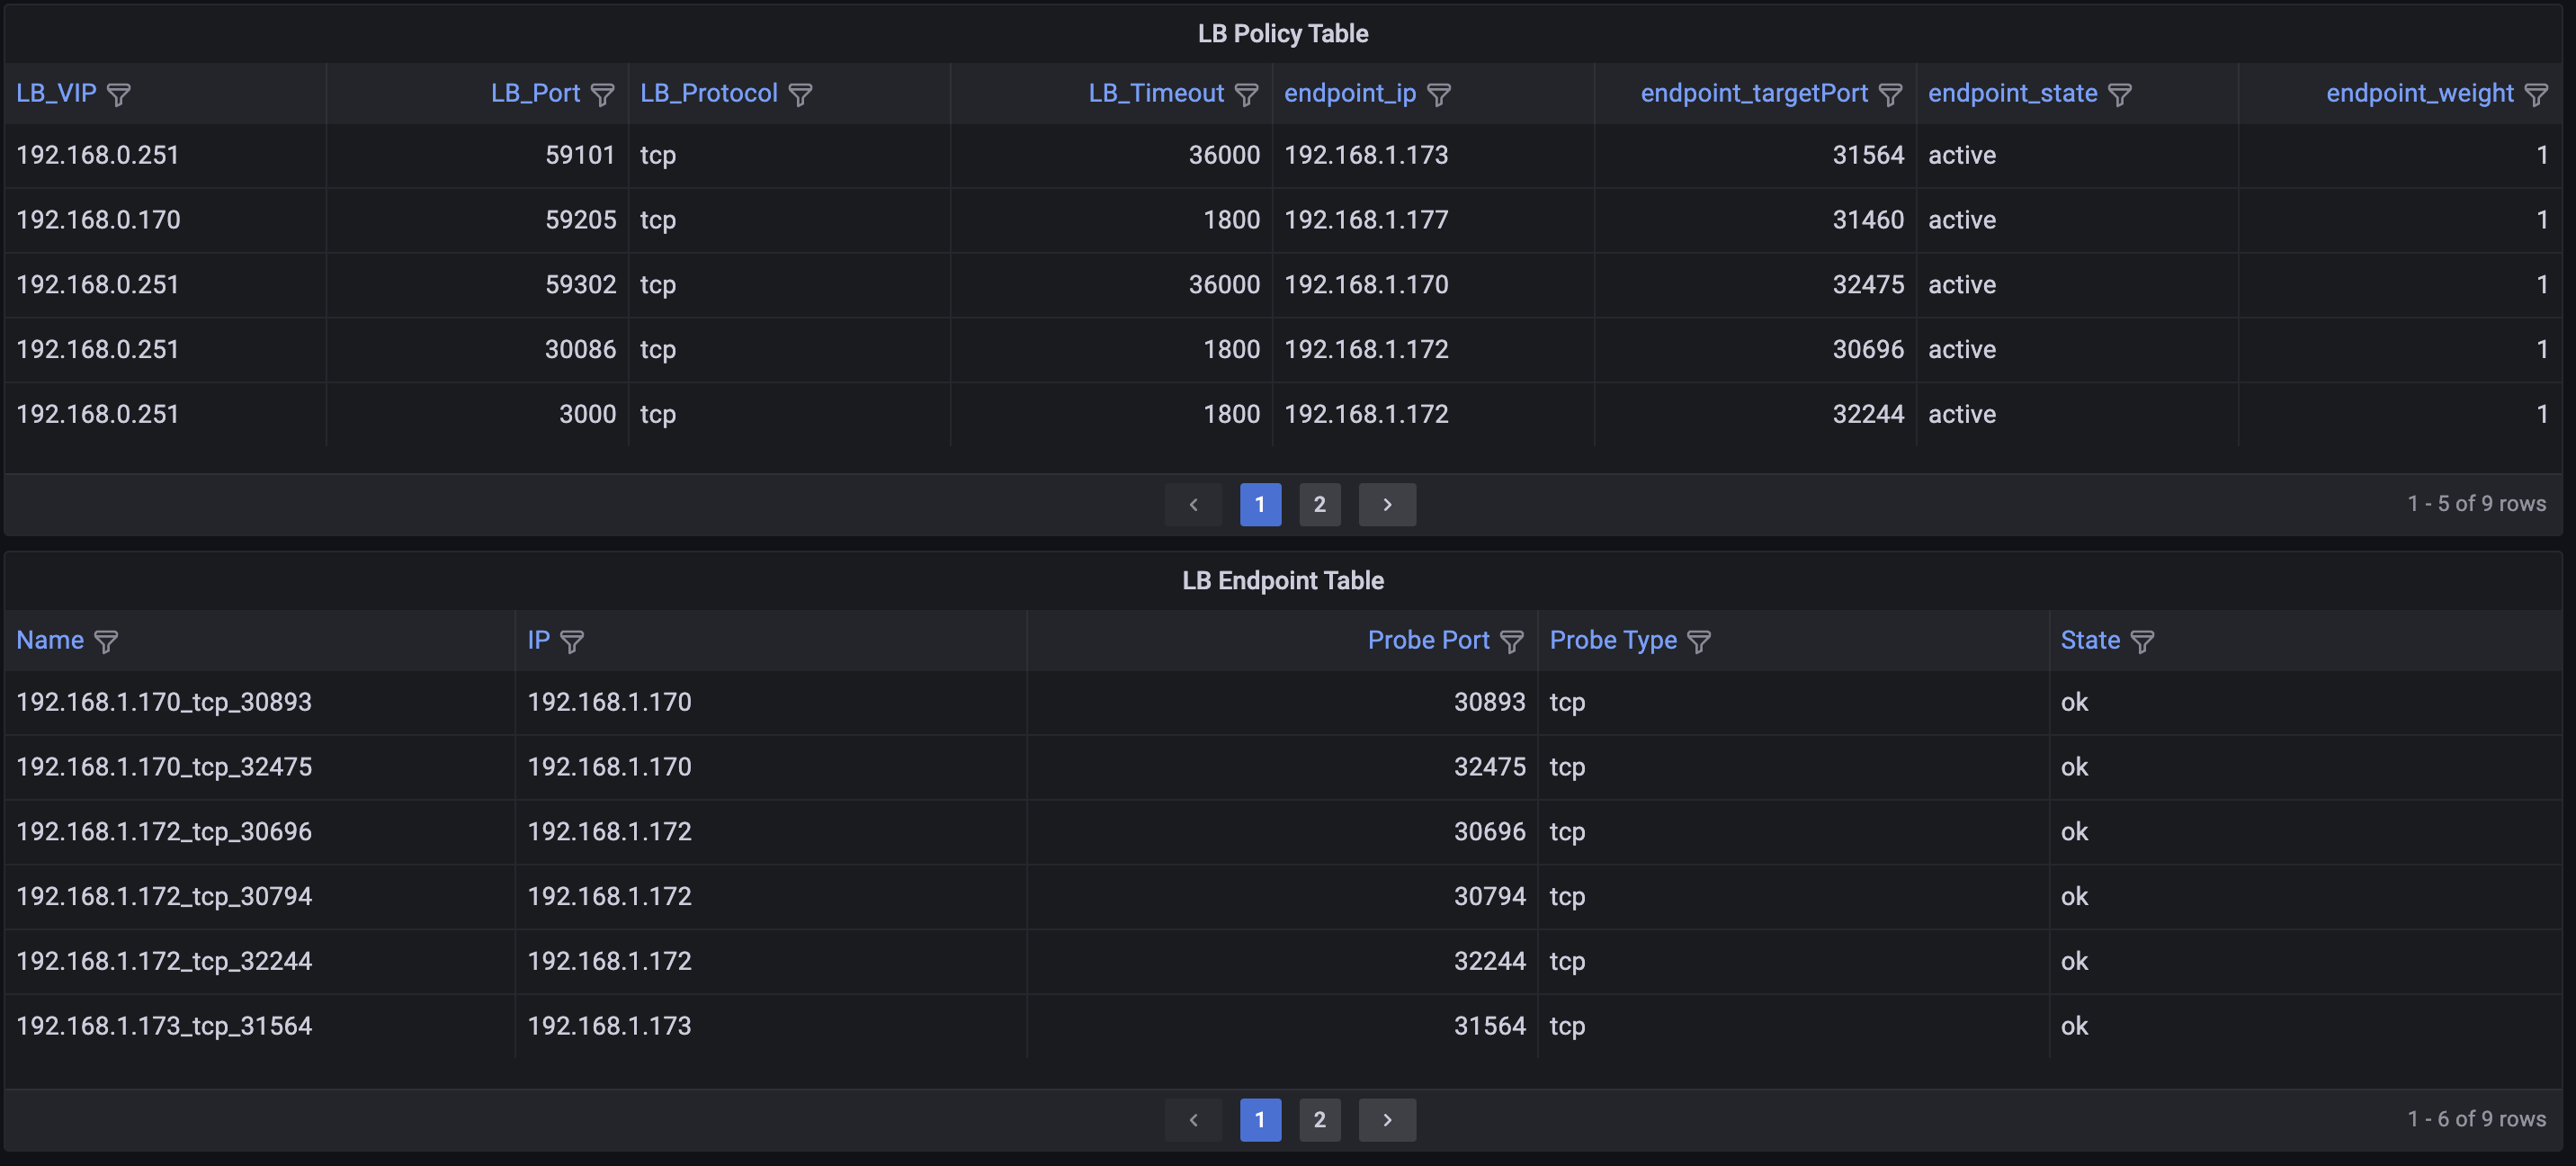 LB Policy Table
LB_VIP LB_Port LB_Protocol LB_Timeout endpoint_ip endpoint_targetPort endpoint_state endpoint_weight
192.168.0.251 59101 tcp 36000 192.168.1.173 31564 active 1
192.168.0.170 59205 tcp 1800 192.168.1.177 31460 active 1
192.168.0.251 59302 tcp 36000 192.168.1.170 32475 active 1
192.168.0.251 30086 tcp 1800 192.168.1.172 30696 active 1
192.168.0.251 3000 tcp 1800 192.168.1.172 32244 active 1
1 2 1 - 5 of 9 rows
LB Endpoint Table
Name IP Probe Port Probe Type State
192.168.1.170_tcp_30893 192.168.1.170 30893 tcp ok
192.168.1.170_tcp_32475 192.168.1.170 32475 tcp ok
192.168.1.172_tcp_30696 192.168.1.172 30696 tcp ok
192.168.1.172_tcp_30794 192.168.1.172 30794 tcp ok
192.168.1.172_tcp_32244 192.168.1.172 32244 tcp ok
192.168.1.173_tcp_31564 192.168.1.173 31564 tcp ok
1 2 1 - 6 of 9 rows